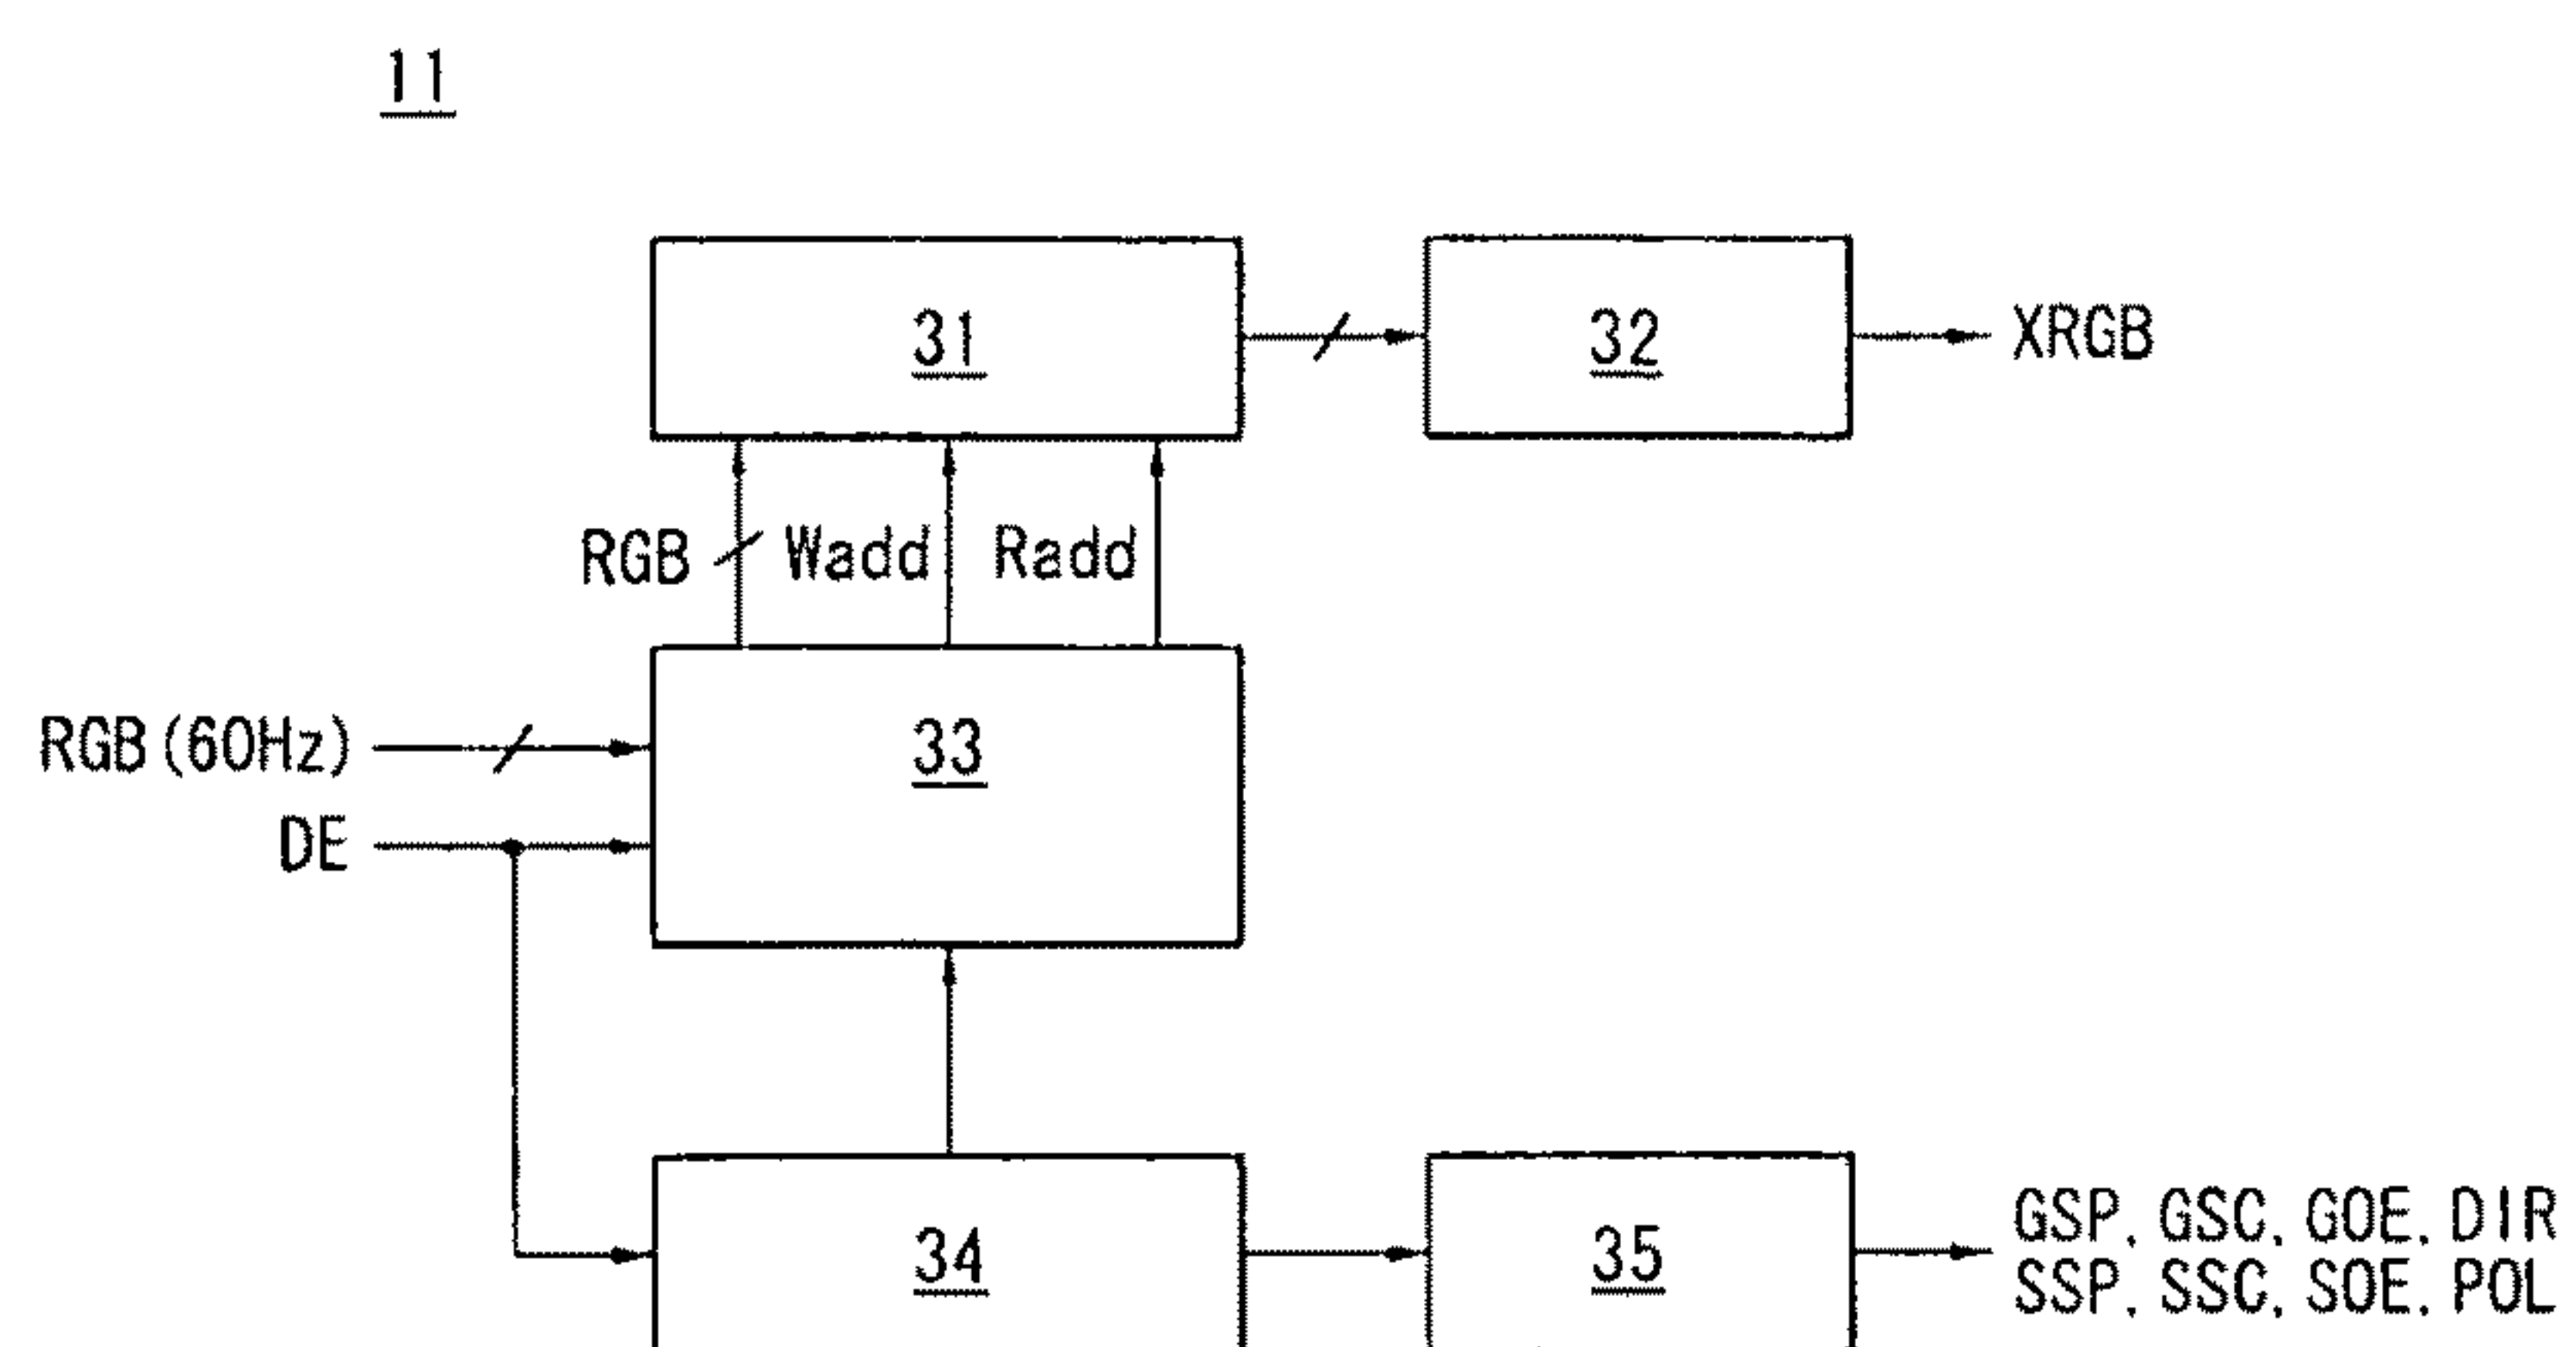 11
31
32
XRGB
RGB
Wadd
Radd
RGB(60Hz)
33
DE
34
35
GSP, GSC, GOE, DIR
SSP, SSC, SOE, POL